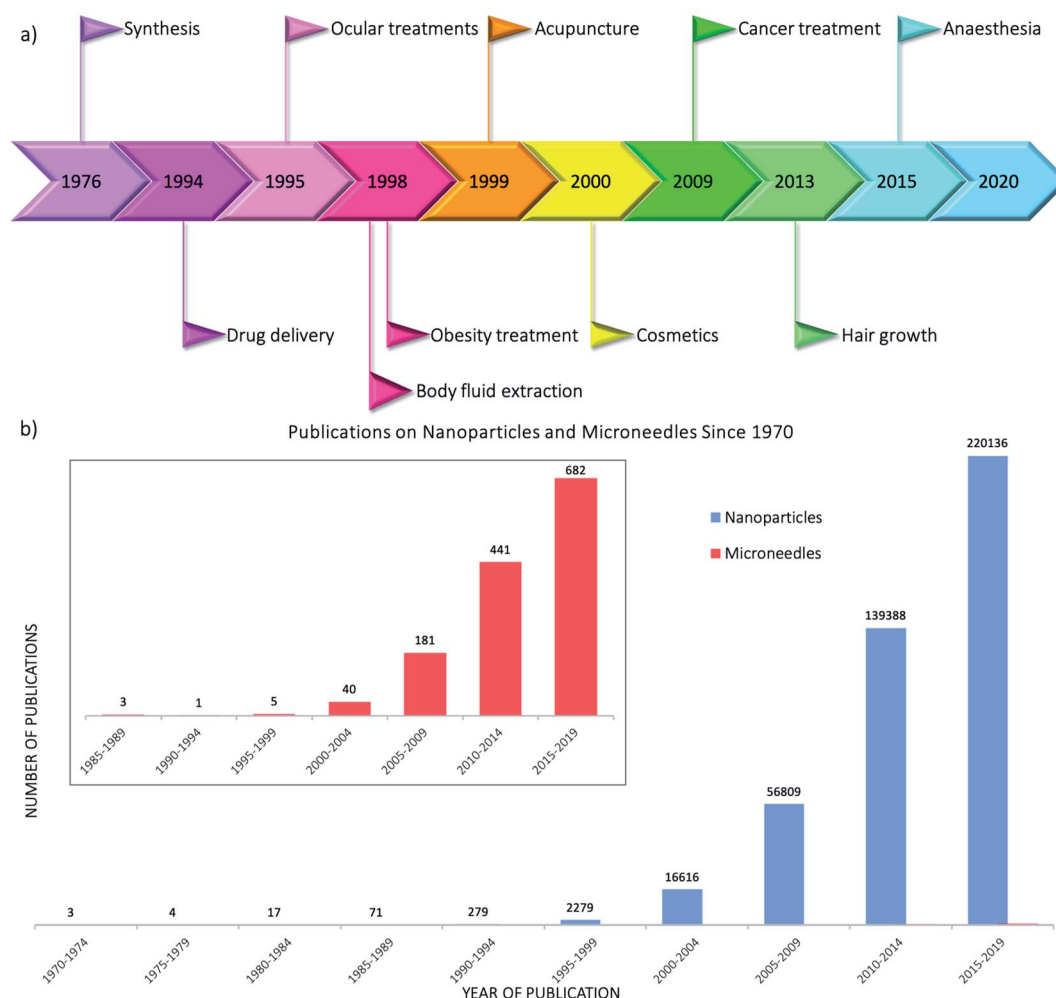 a)
Synthesis
Ocular treatments
Acupuncture
Cancer treatment
Anaesthesia
1976
1994
1995
1998
1999
2000
2009
2013
2015
2020
Drug delivery
Obesity treatment
Cosmetics
Hair growth
Body fluid extraction
b)
Publications on Nanoparticles and Microneedles Since 1970
NUMBER OF PUBLICATIONS
3
1
5
40
181
441
682
1985-1989
1990-1994
1995-1999
2000-2004
2005-2009
2010-2014
2015-2019
Nanoparticles
Microneedles
3
4
17
71
279
2279
16616
56809
139388
220136
1970-1974
1975-1979
1980-1984
1985-1989
1990-1994
1995-1999
2000-2004
2005-2009
2010-2014
2015-2019
YEAR OF PUBLICATION